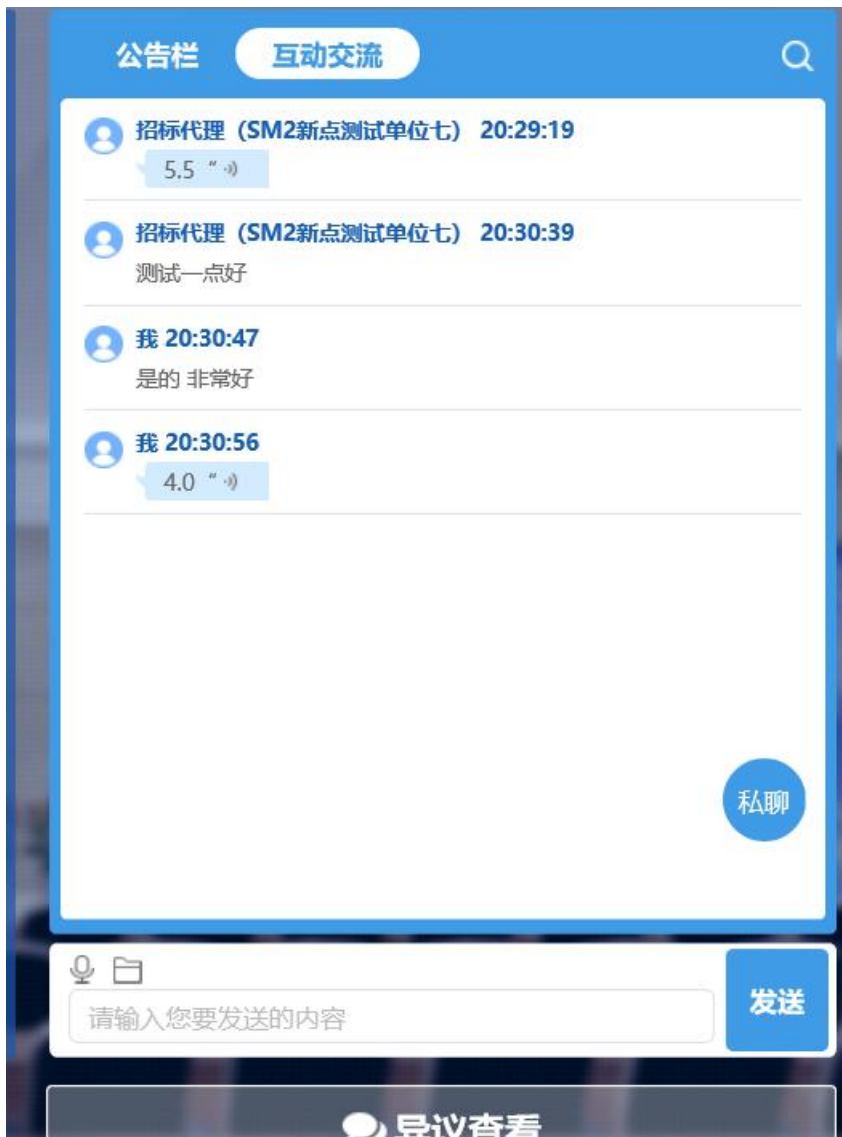 公告栏 互动交流
招标代理（SM2新点测试单位七） 20:29:19
5.5 "
招标代理（SM2新点测试单位七） 20:30:39
测试一点好
我 20:30:47
是的 非常好
我 20:30:56
4.0 "
私聊
发送
请输入您要发送的内容
异议查看